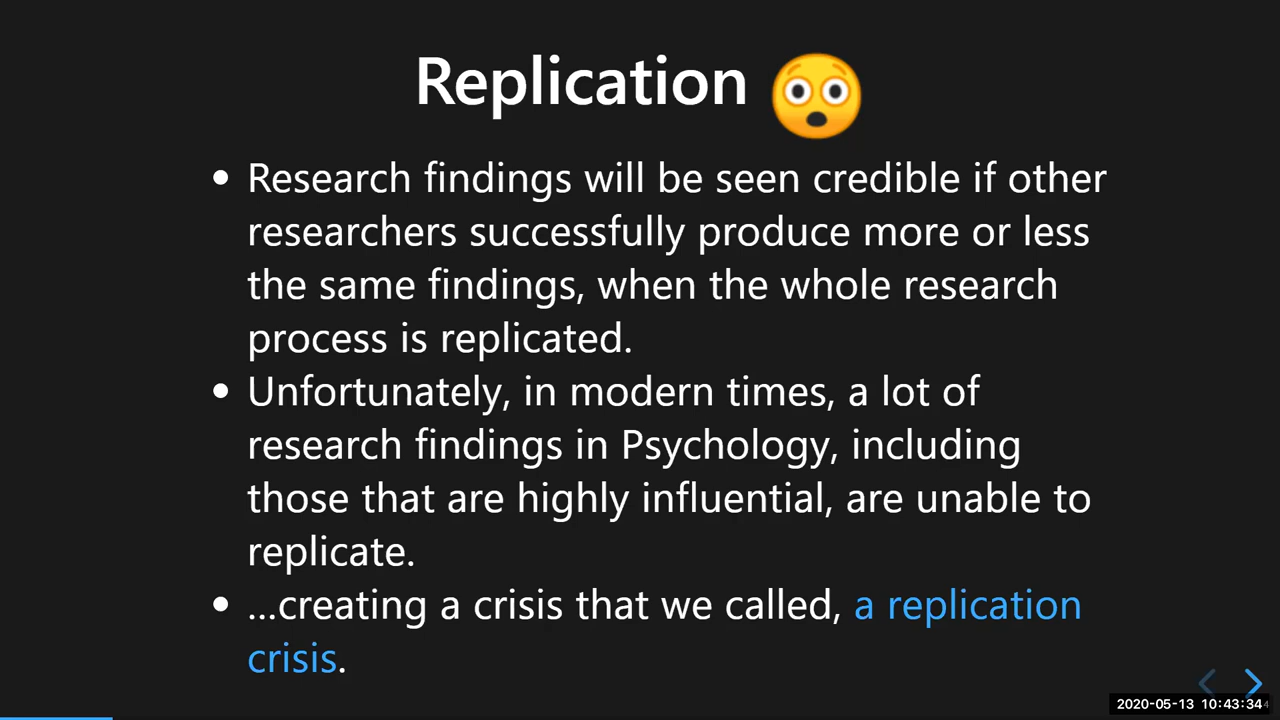 Replication 😳
• Research findings will be seen credible if other
researchers successfully produce more or less
the same findings, when the whole research
process is replicated.
• Unfortunately, in modern times, a lot of
research findings in Psychology, including
those that are highly influential, are unable to
replicate.
• ...creating a crisis that we called, a replication
crisis.
2020-05-13 10:43:34